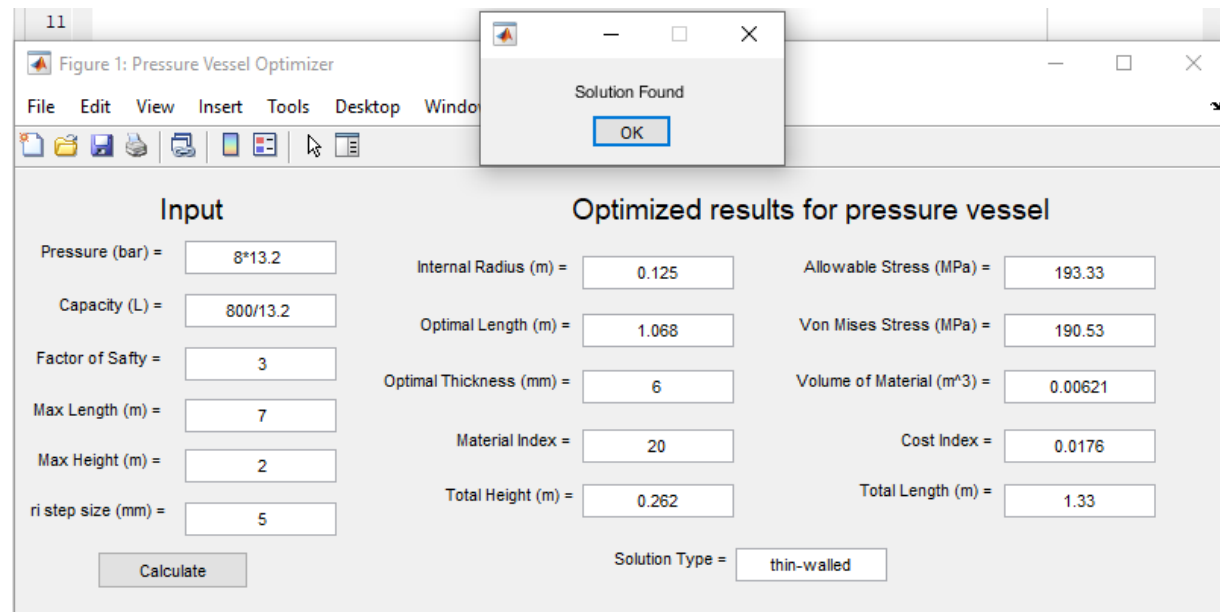 11
Figure 1: Pressure Vessel Optimizer
File Edit View Insert Tools Desktop Windo
Solution Found
OK
Input
Pressure (bar) = 8*13.2
Capacity (L) = 800/13.2
Factor of Safty = 3
Max Length (m) = 7
Max Height (m) = 2
ri step size (mm) = 5
Calculate
Optimized results for pressure vessel
Internal Radius (m) = 0.125 Allowable Stress (MPa) = 193.33
Optimal Length (m) = 1.068 Von Mises Stress (MPa) = 190.53
Optimal Thickness (mm) = 6 Volume of Material (m^3) = 0.00621
Material Index = 20 Cost Index = 0.0176
Total Height (m) = 0.262 Total Length (m) = 1.33
Solution Type = thin-walled